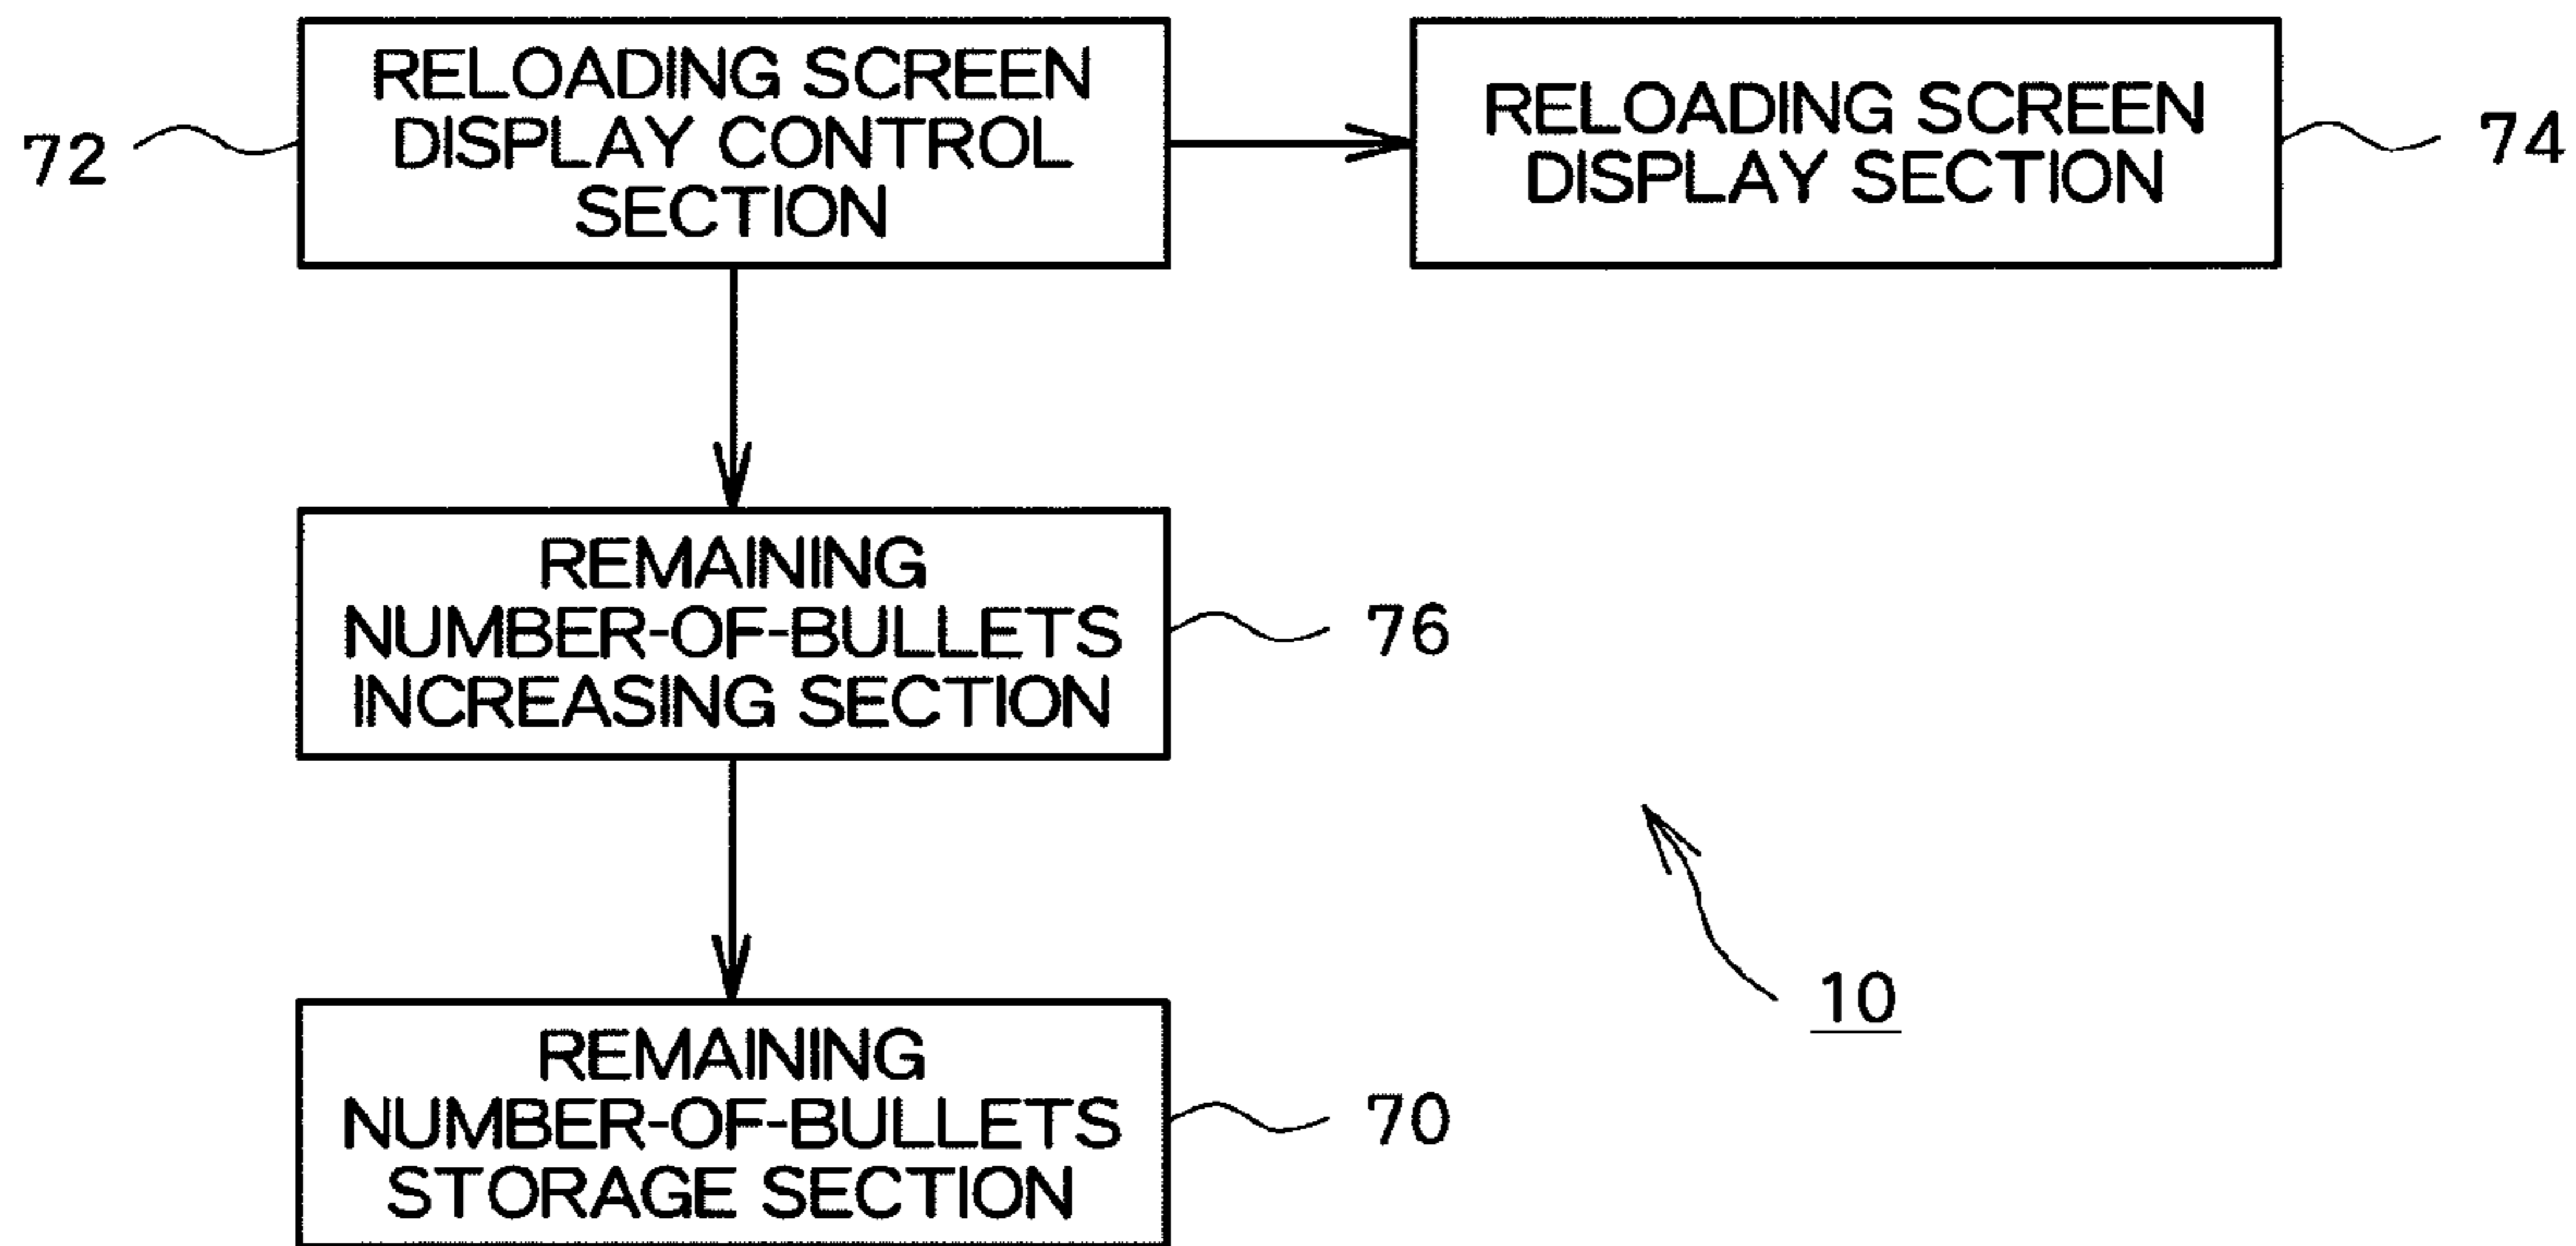 RELOADING SCREEN
DISPLAY CONTROL
SECTION
72
RELOADING SCREEN
DISPLAY SECTION
74
REMAINING
NUMBER-OF-BULLETS
INCREASING SECTION
76
REMAINING
NUMBER-OF-BULLETS
STORAGE SECTION
70
10